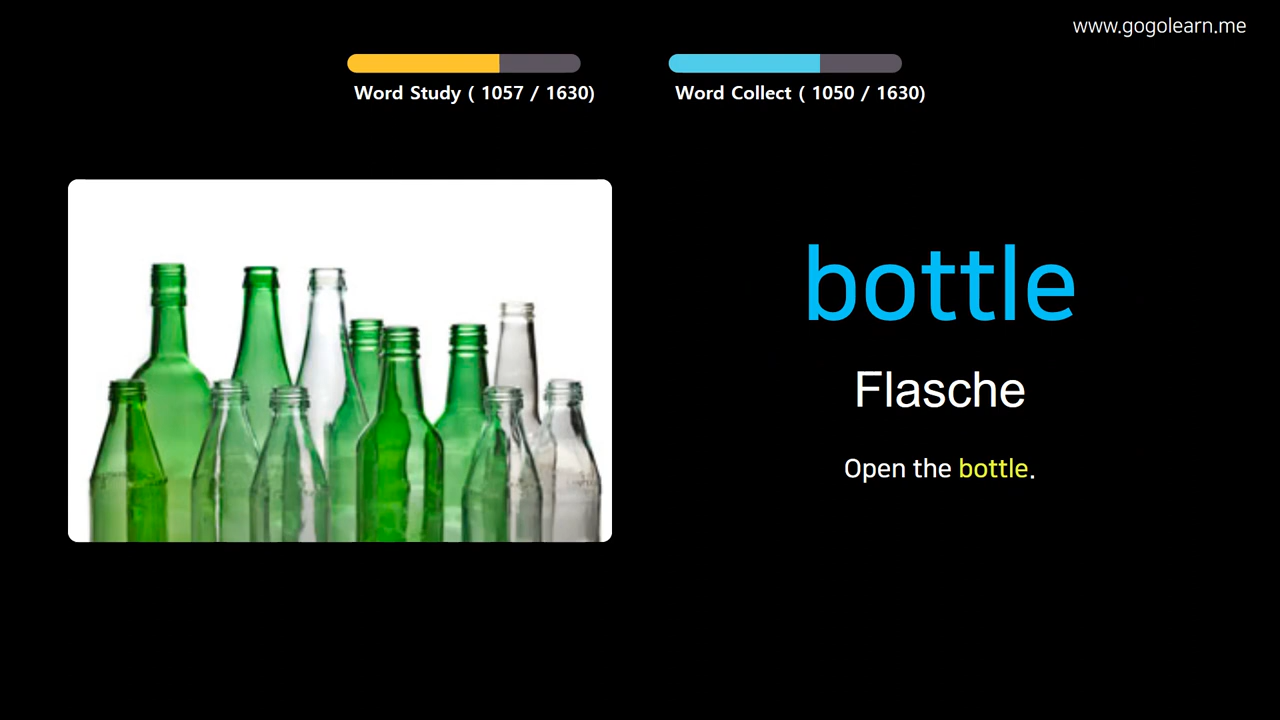 www.gogolearn.me
Word Study ( 1057 / 1630)
Word Collect ( 1050 / 1630)
bottle
Flasche
Open the bottle.